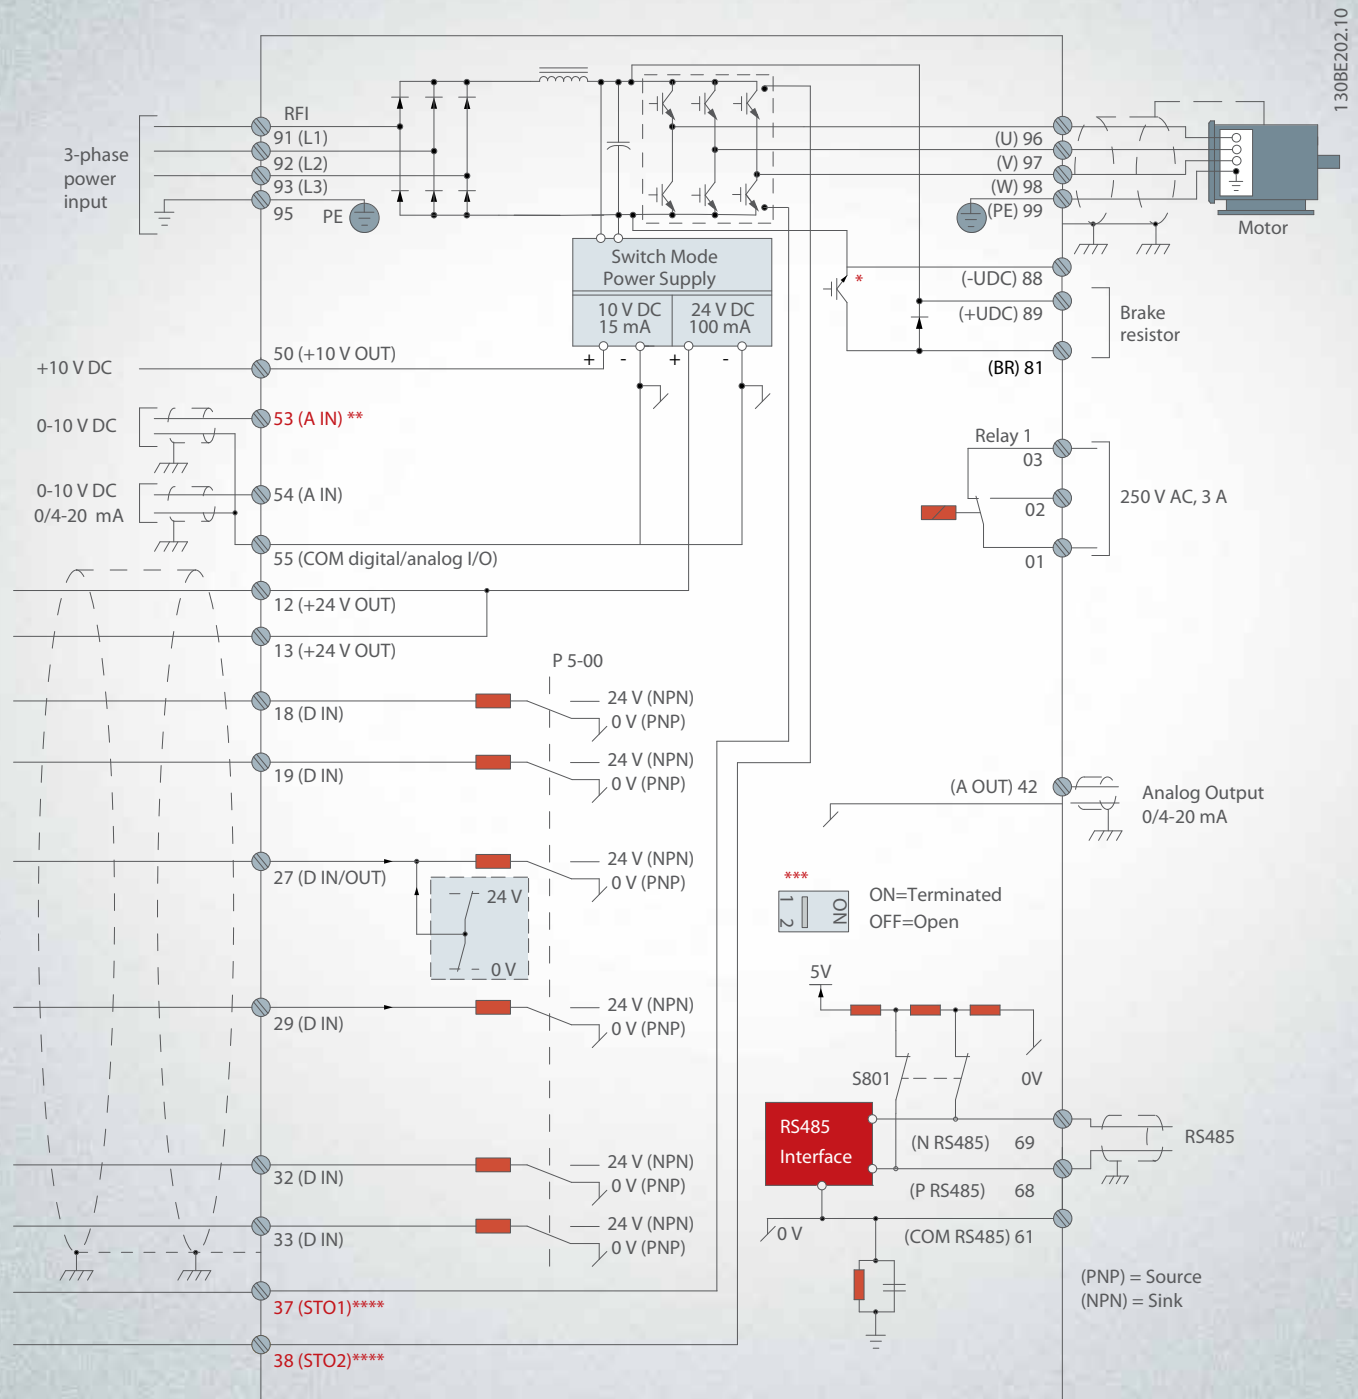 130BE202.10
3-phase
power
input
RFI
91 (L1)
92 (L2)
93 (L3)
95
PE
(U) 96
(V) 97
(W) 98
(PE) 99
Motor
Switch Mode
Power Supply
10 V DC
15 mA
24 V DC
100 mA
+
-
+
-
*
(-UDC) 88
(+UDC) 89
(BR) 81
Brake
resistor
+10 V DC
50 (+10 V OUT)
0-10 V DC
53 (A IN) **
0-10 V DC
0/4-20 mA
54 (A IN)
55 (COM digital/analog I/O)
12 (+24 V OUT)
13 (+24 V OUT)
Relay 1
03
02
01
250 V AC, 3 A
P 5-00
18 (D IN)
24 V (NPN)
0 V (PNP)
19 (D IN)
24 V (NPN)
0 V (PNP)
27 (D IN/OUT)
24 V (NPN)
0 V (PNP)
24 V
0 V
29 (D IN)
24 V (NPN)
0 V (PNP)
32 (D IN)
24 V (NPN)
0 V (PNP)
33 (D IN)
24 V (NPN)
0 V (PNP)
37 (STO1)****
38 (STO2)****
(A OUT) 42
Analog Output
0/4-20 mA
***
1 2
ON
ON=Terminated
OFF=Open
5V
S801
0V
RS485
Interface
(N RS485) 69
(P RS485) 68
RS485
0 V
(COM RS485) 61
(PNP) = Source
(NPN) = Sink